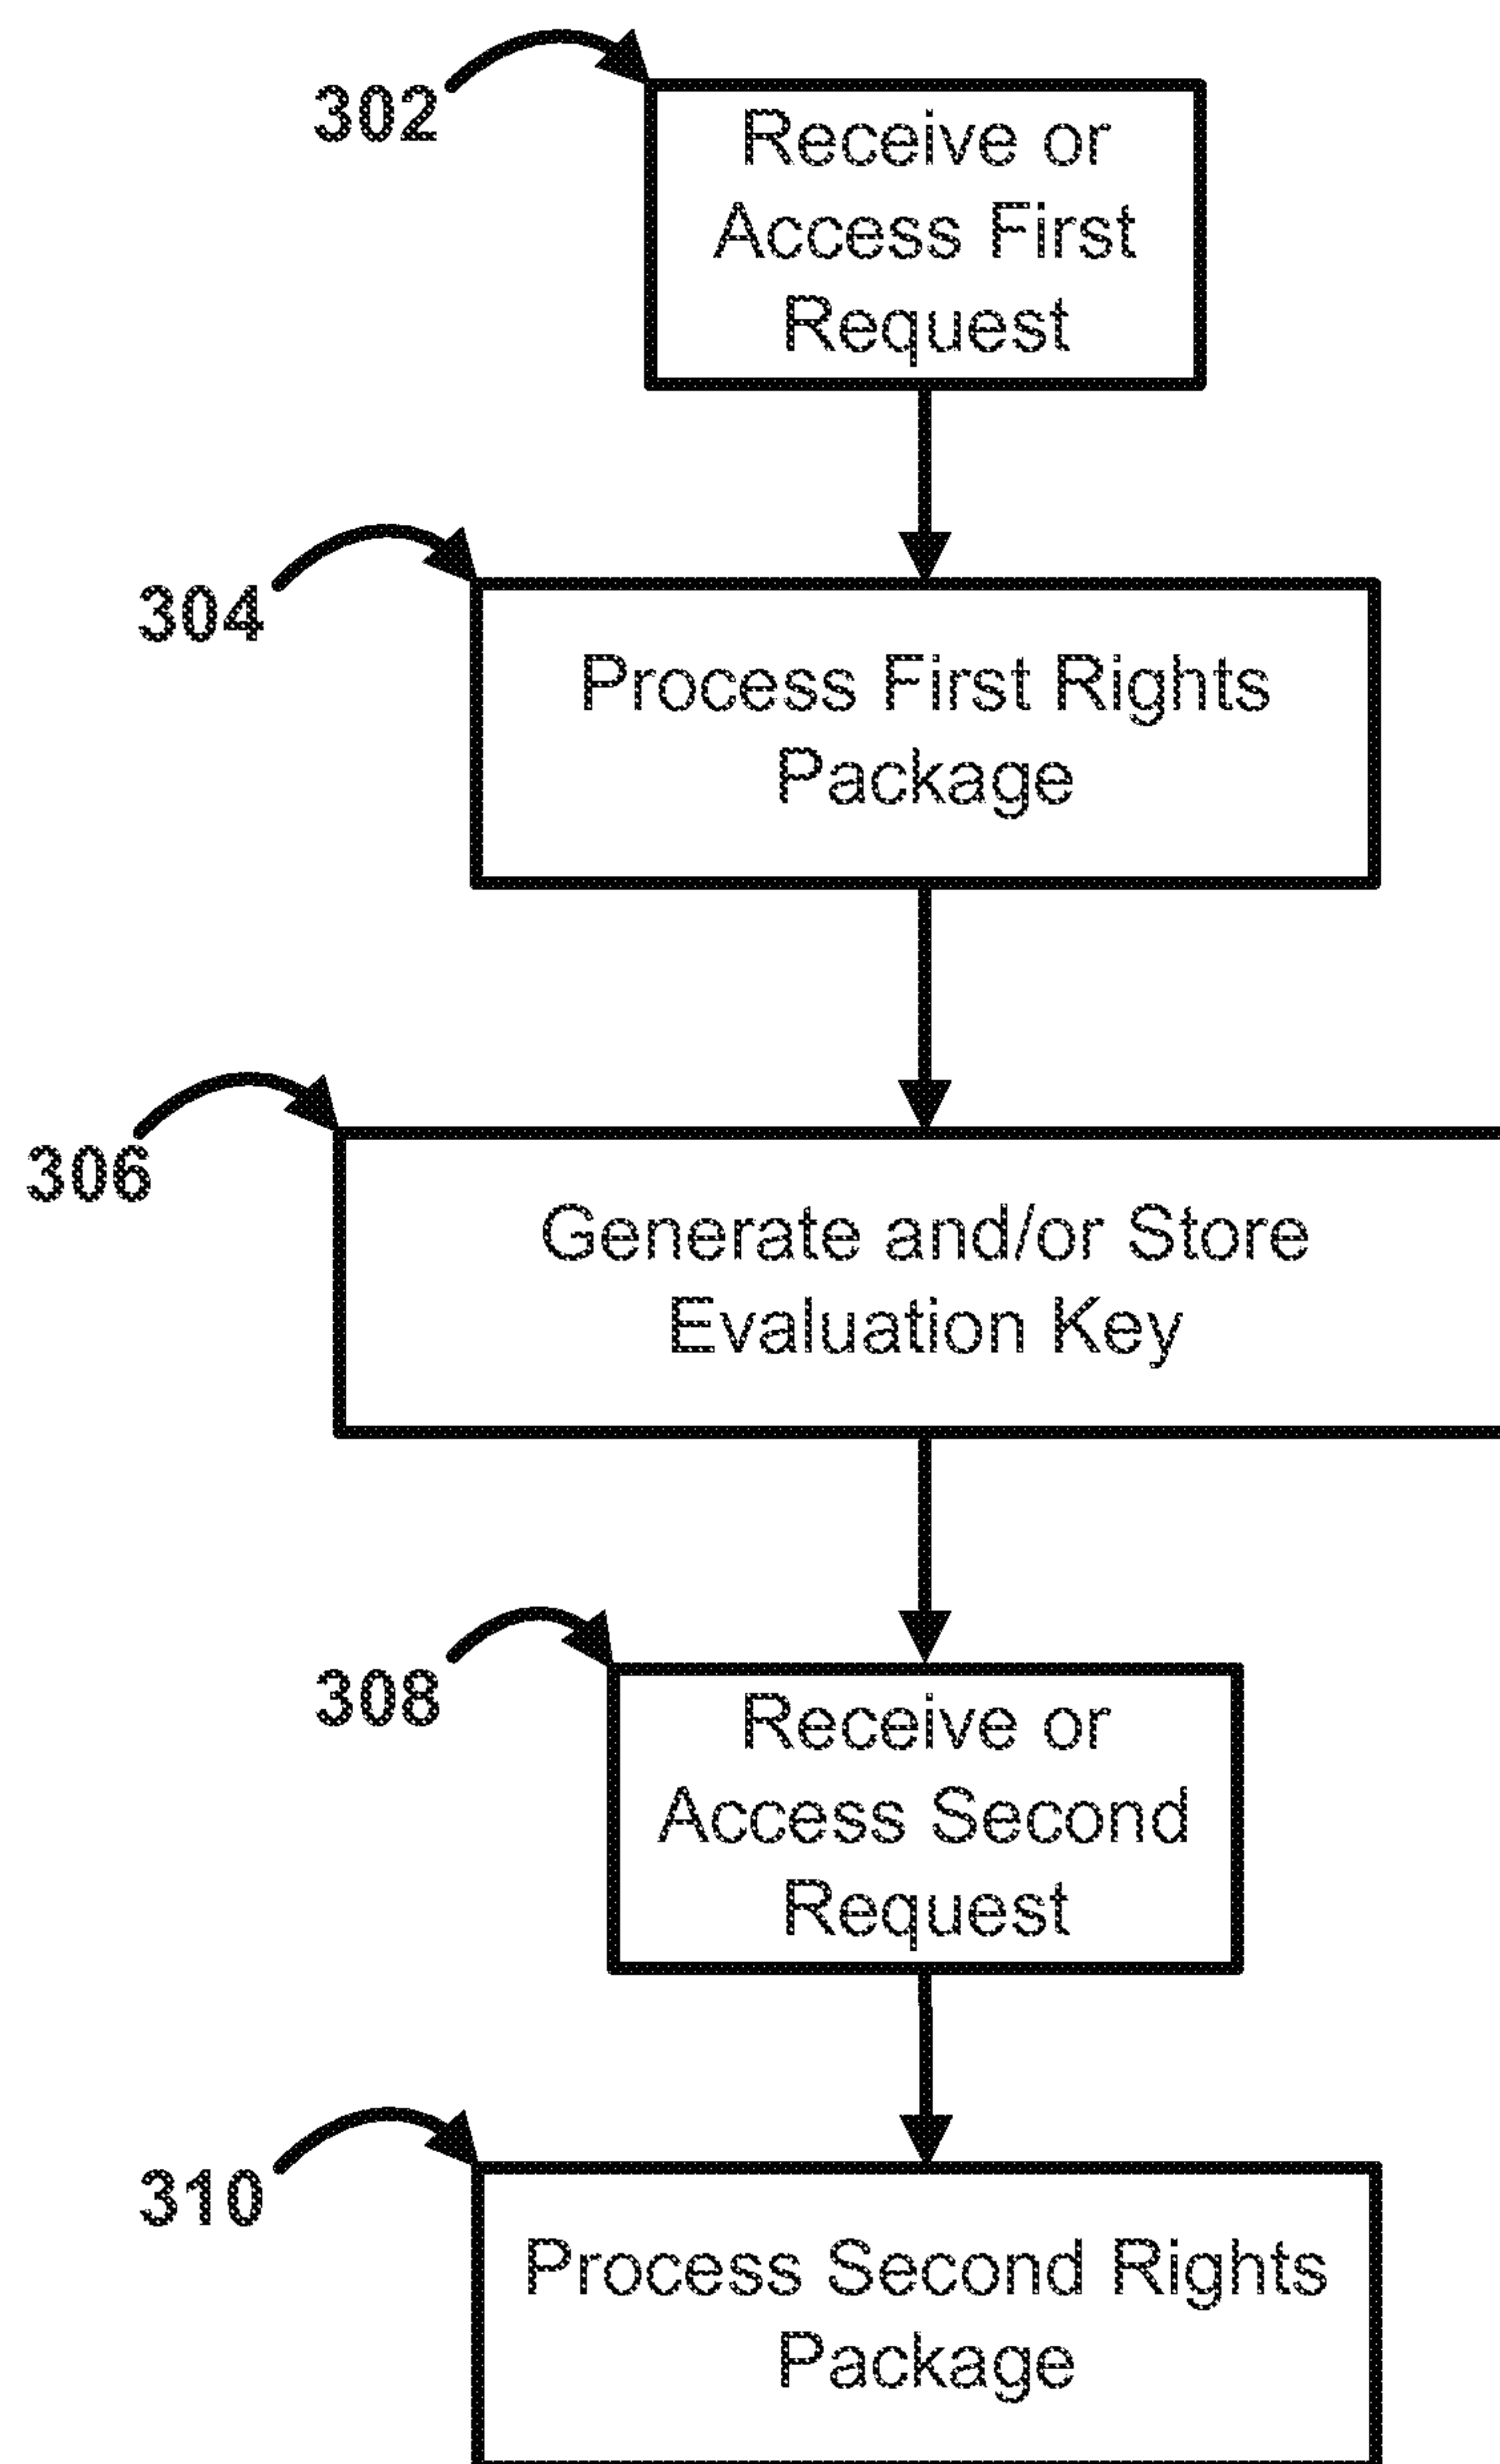 302
Receive or
Access First
Request
304
Process First Rights
Package
306
Generate and/or Store
Evaluation Key
308
Receive or
Access Second
Request
310
Process Second Rights
Package